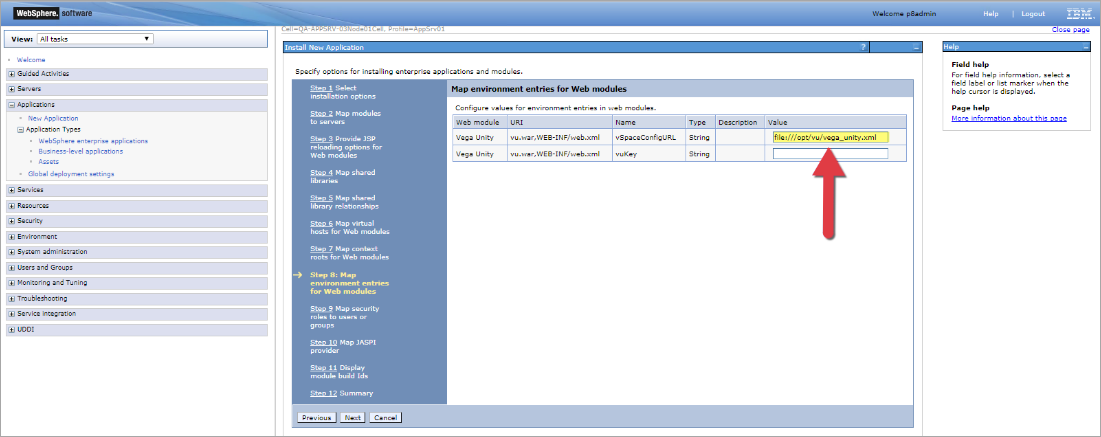 WebSphere. software
Welcome p8admin
Help
Logout
IBM
Cell=QA-APPSRV-03Node01Cell, Profile=AppSrv01
Close page
View: All tasks
Welcome
Guided Activities
Servers
Applications
New Application
Application Types
WebSphere enterprise applications
Business-level applications
Assets
Global deployment settings
Services
Resources
Security
Environment
System administration
Users and Groups
Monitoring and Tuning
Troubleshooting
Service integration
UDDI
Install New Application
?
Specify options for installing enterprise applications and modules.
Step 1 Select
installation options
Step 2 Map modules
to servers
Step 3 Provide JSP
reloading options for
Web modules
Step 4 Map shared
libraries
Step 5 Map shared
library relationships
Step 6 Map virtual
hosts for Web modules
Step 7 Map context
roots for Web modules
Step 8: Map
environment entries
for Web modules
Step 9 Map security
roles to users or
groups
Step 10 Map JASPI
provider
Step 11 Display
module build Ids
Step 12 Summary
Map environment entries for Web modules
Configure values for environment entries in web modules.
Web module URI Name Type Description Value
Vega Unity vu.war,WEB-INF/web.xml vSpaceConfigURL String file:///opt/vu/vega_unity.xml
Vega Unity vu.war,WEB-INF/web.xml vuKey String
Previous Next Cancel
Help
Field help
For field help information, select a
field label or list marker when the
help cursor is displayed.
Page help
More information about this page